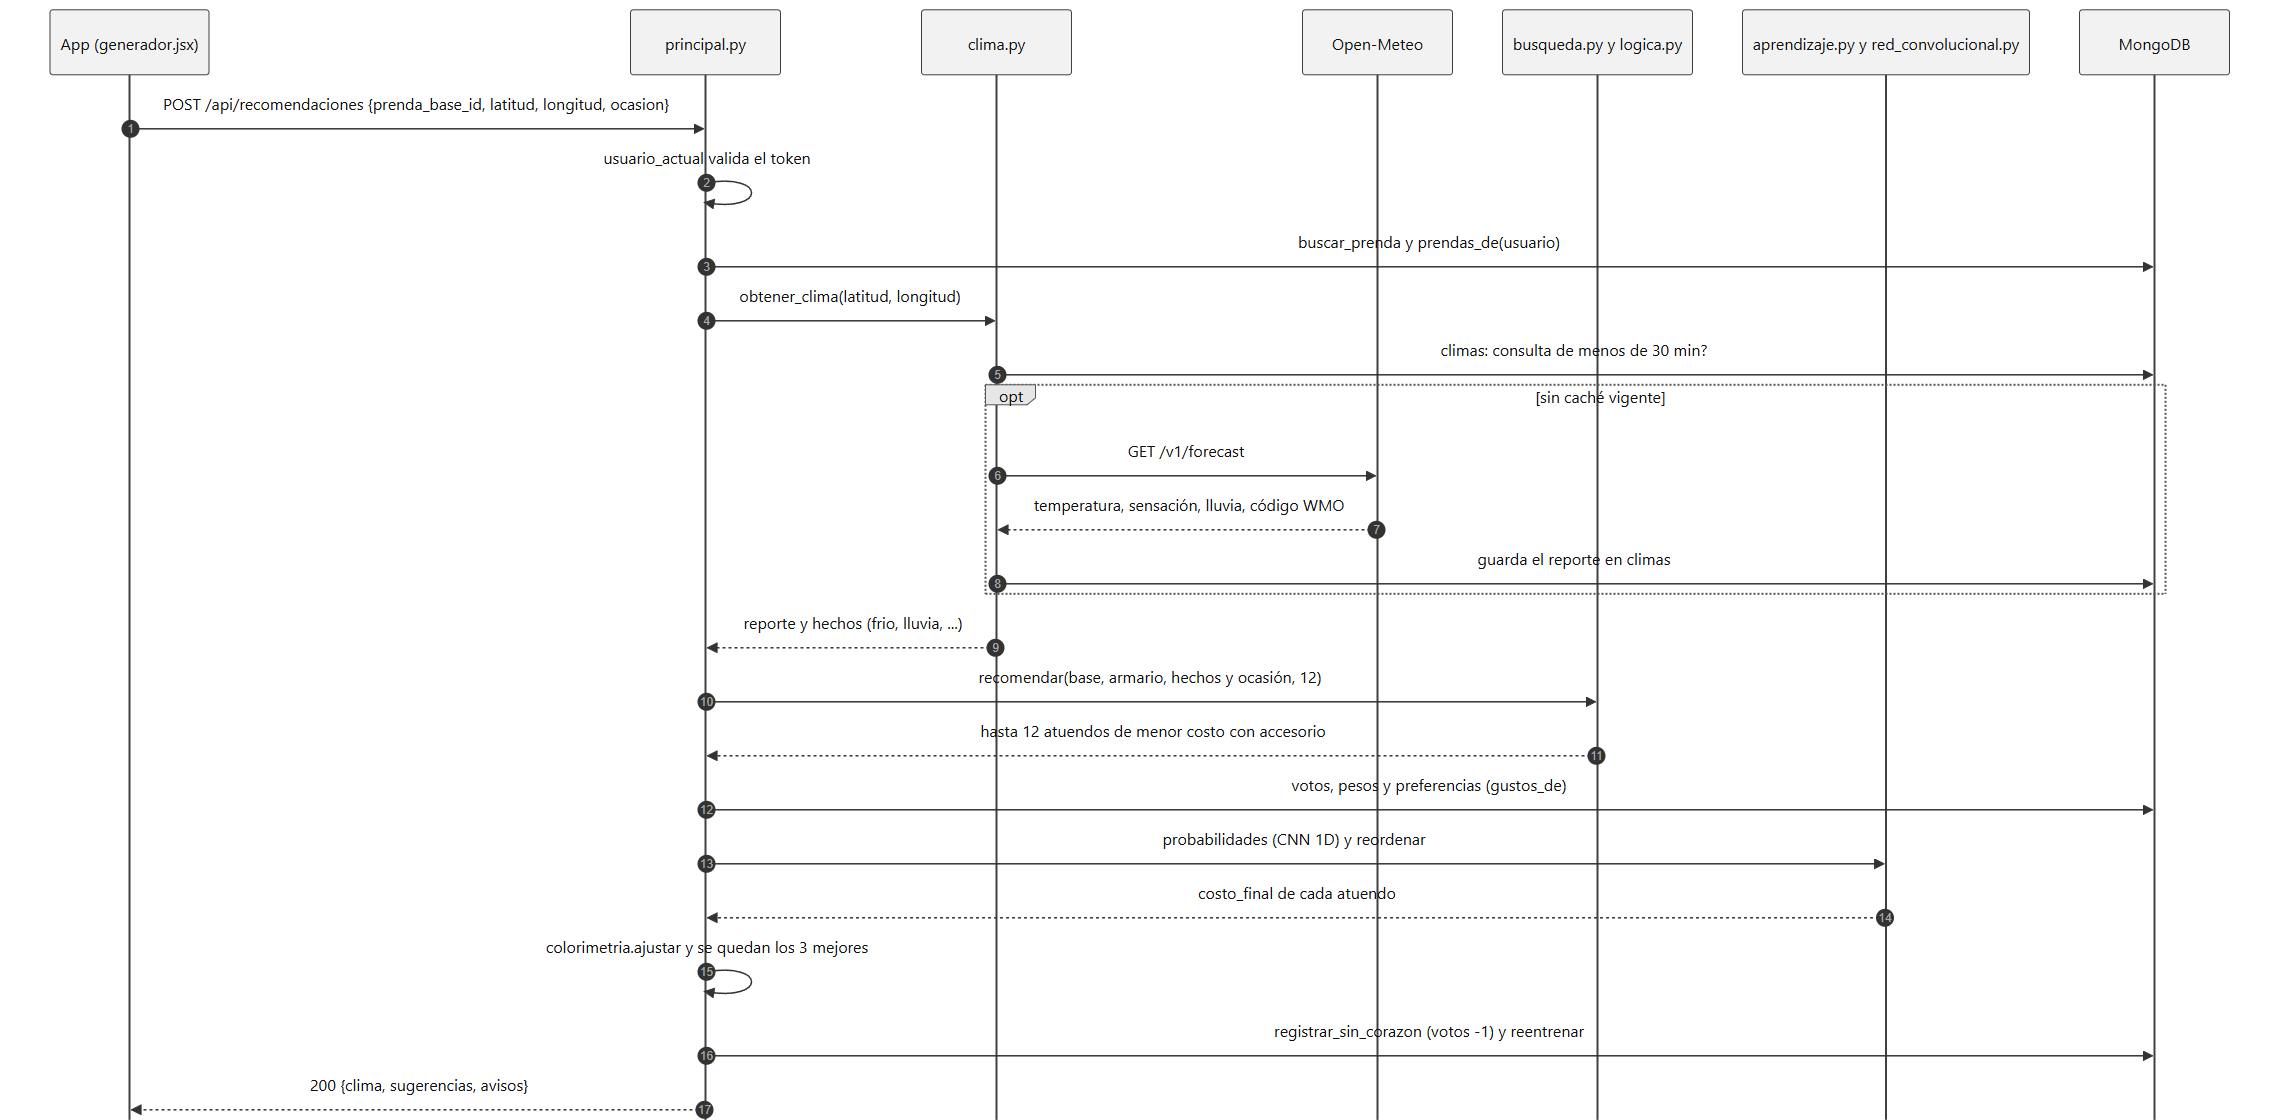 App (generador.jsx)
principal.py
clima.py
Open-Meteo
busqueda.py y logica.py
aprendizaje.py y red_convolucional.py
MongoDB
POST /api/recomendaciones {prenda_base_id, latitud, longitud, ocasion}
1
usuario_actual valida el token
2
buscar_prenda y prendas_de(usuario)
3
obtener_clima(latitud, longitud)
4
climas: consulta de menos de 30 min?
5
opt
[sin caché vigente]
GET /v1/forecast
6
temperatura, sensación, lluvia, código WMO
7
guarda el reporte en climas
8
reporte y hechos (frio, lluvia, ...)
9
recomendar(base, armario, hechos y ocasión, 12)
10
hasta 12 atuendos de menor costo con accesorio
11
votos, pesos y preferencias (gustos_de)
12
probabilidades (CNN 1D) y reordenar
13
costo_final de cada atuendo
14
colorimetria.ajustar y se quedan los 3 mejores
15
registrar_sin_corazon (votos -1) y reentrenar
16
200 {clima, sugerencias, avisos}
17